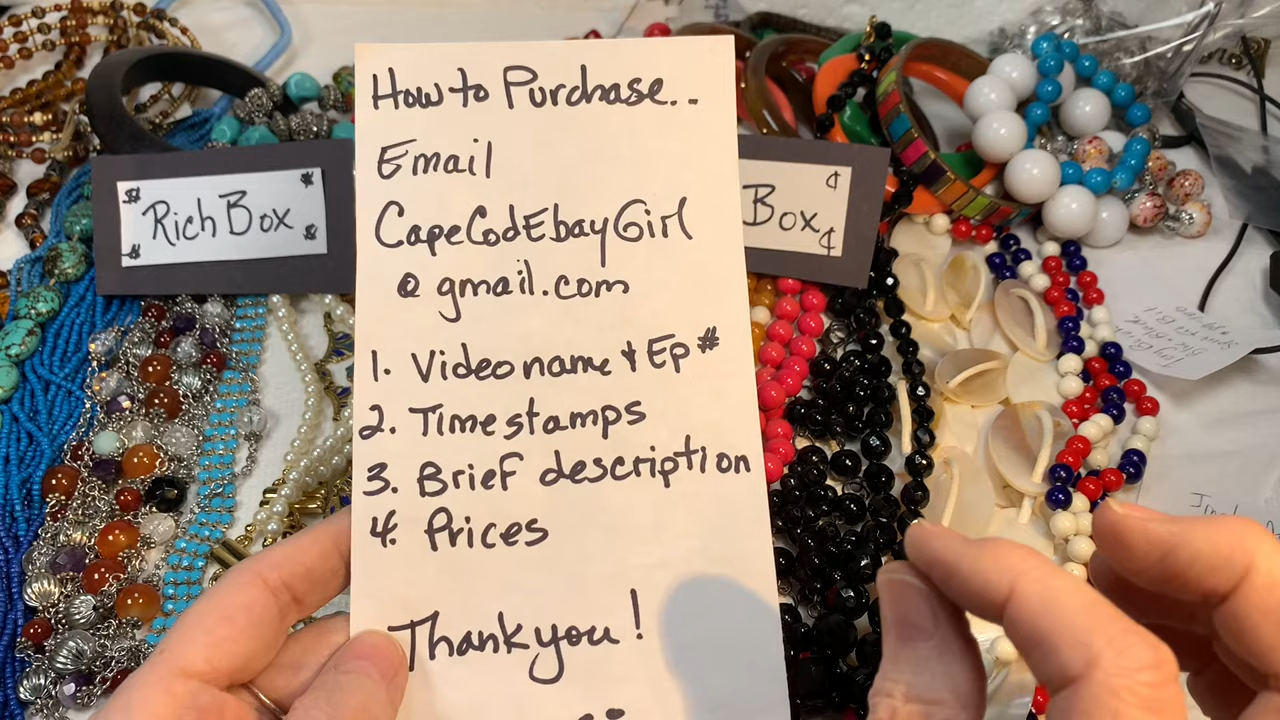 How to Purchase..
Email
CapeCodEbayGirl
@ gmail.com
1. Video name + Ep #
2. Timestamps
3. Brief description
4. Prices
Thank you!
$ $
Rich Box
$ $
¢
Box
¢